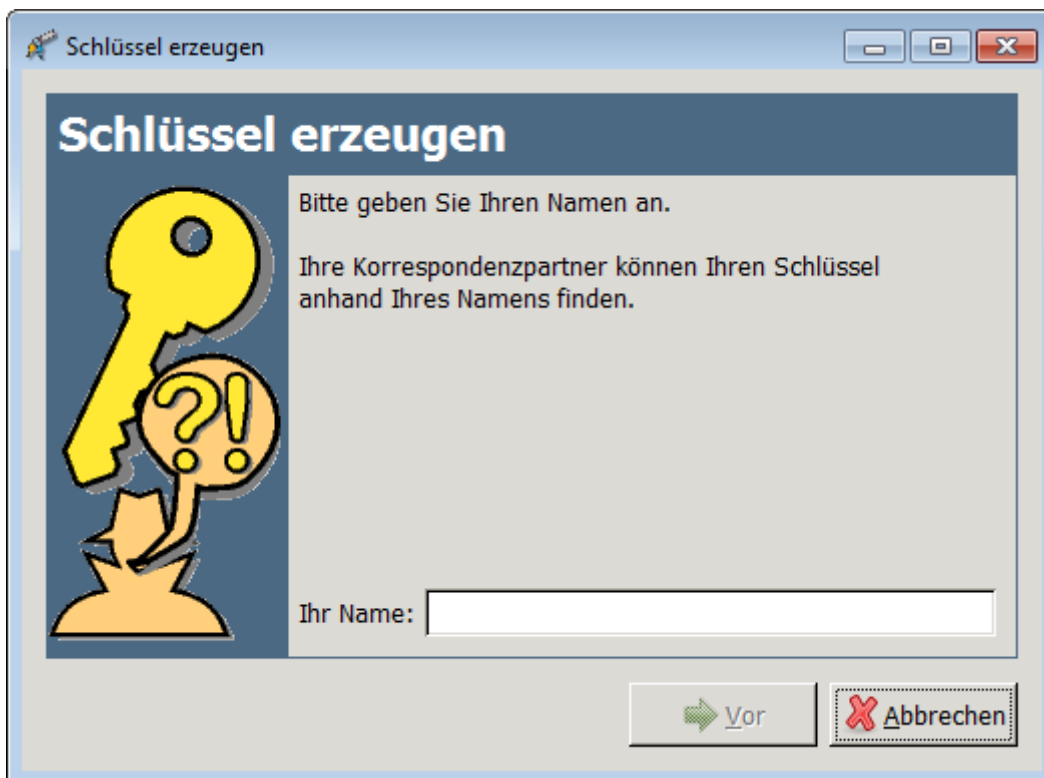 Schlüssel erzeugen
Schlüssel erzeugen
Bitte geben Sie Ihren Namen an.
Ihre Korrespondenzpartner können Ihren Schlüssel
anhand Ihres Namens finden.
?!
Ihr Name:
Vor
Abbrechen